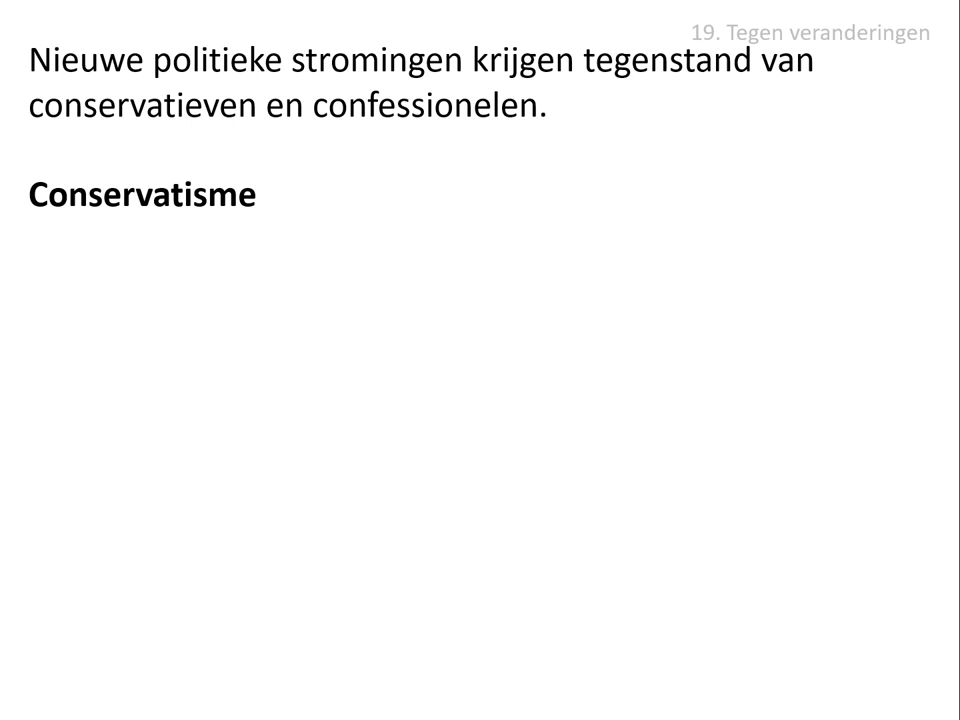 19. Tegen veranderingen
Nieuwe politieke stromingen krijgen tegenstand van
conservatieven en confessionelen.
Conservatisme